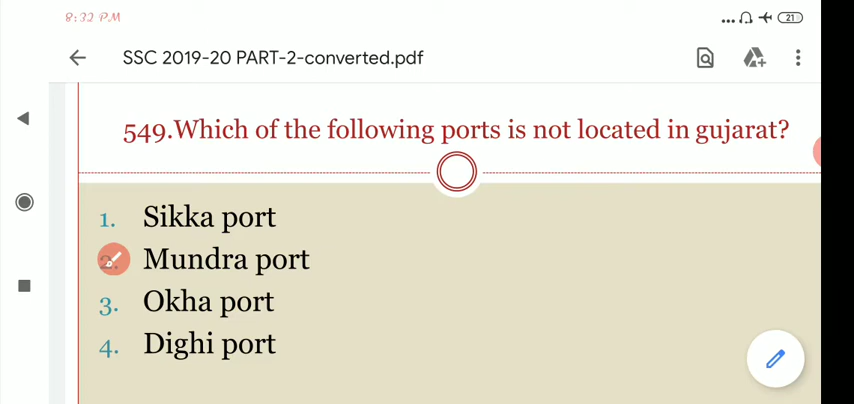 8:32 PM
21
SSC 2019-20 PART-2-converted.pdf
549.Which of the following ports is not located in gujarat?
1. Sikka port
2. Mundra port
3. Okha port
4. Dighi port